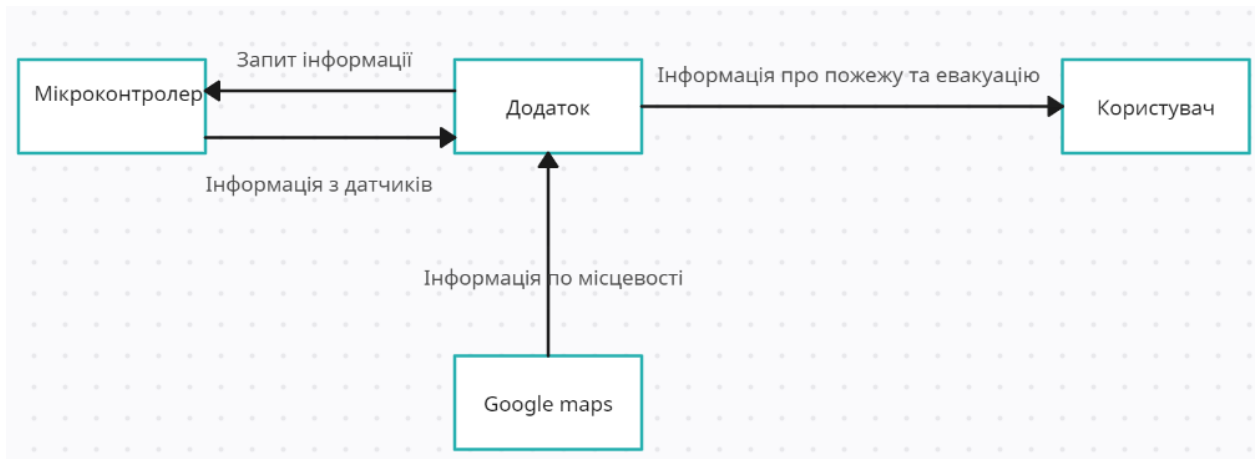 Запит інформації
Мікроконтролер
Додаток
Інформація про пожежу та евакуацію
Користувач
Інформація з датчиків
Інформація по місцевості
Google maps